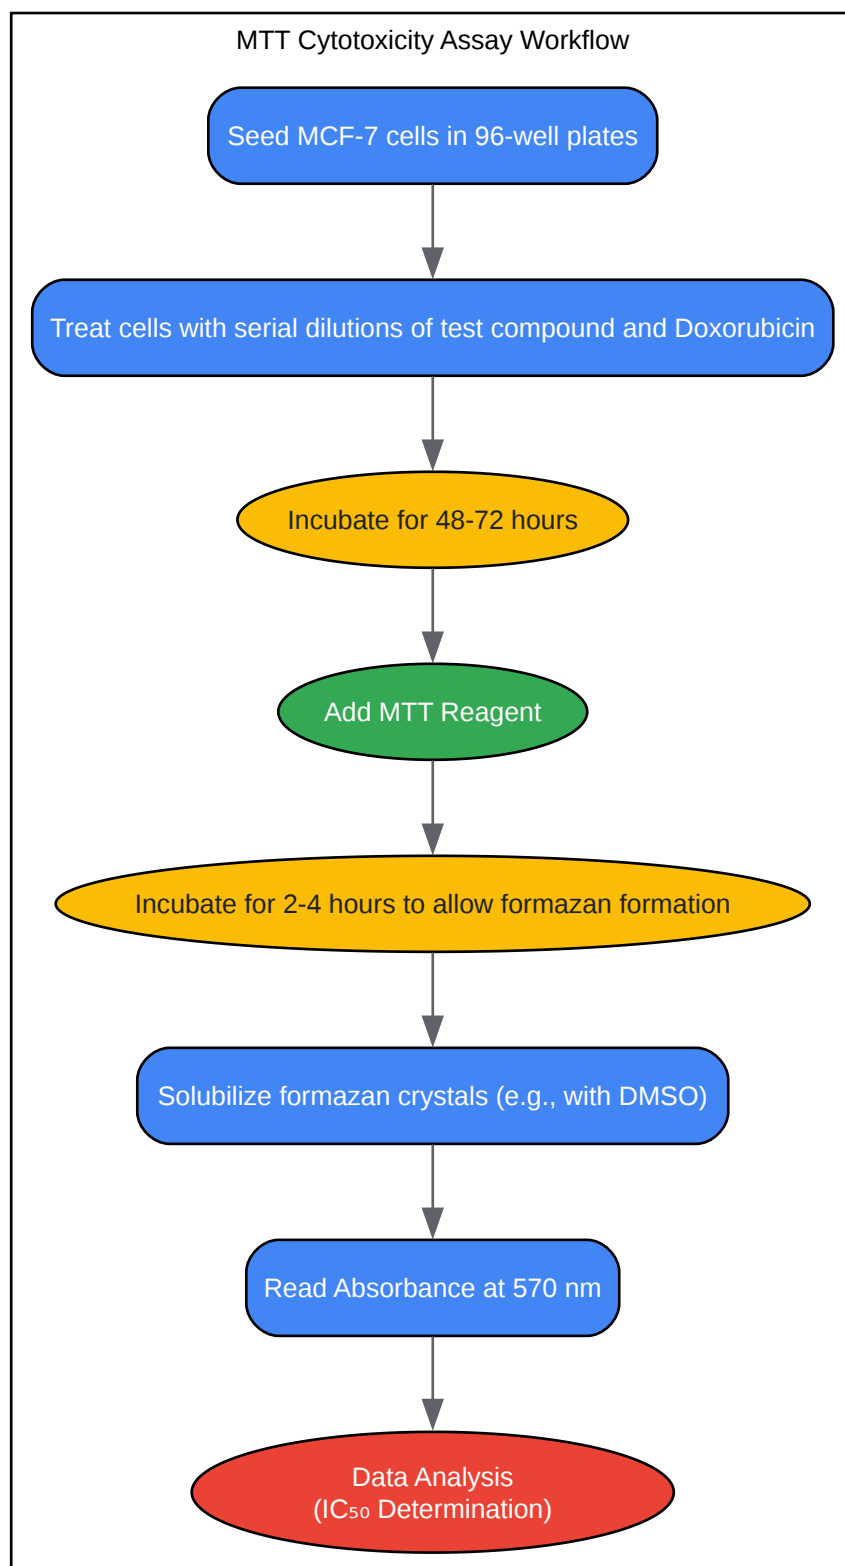 MTT Cytotoxicity Assay Workflow
Seed MCF-7 cells in 96-well plates
Treat cells with serial dilutions of test compound and Doxorubicin
Incubate for 48-72 hours
Add MTT Reagent
Incubate for 2-4 hours to allow formazan formation
Solubilize formazan crystals (e.g., with DMSO)
Read Absorbance at 570 nm
Data Analysis
(IC₅₀ Determination)